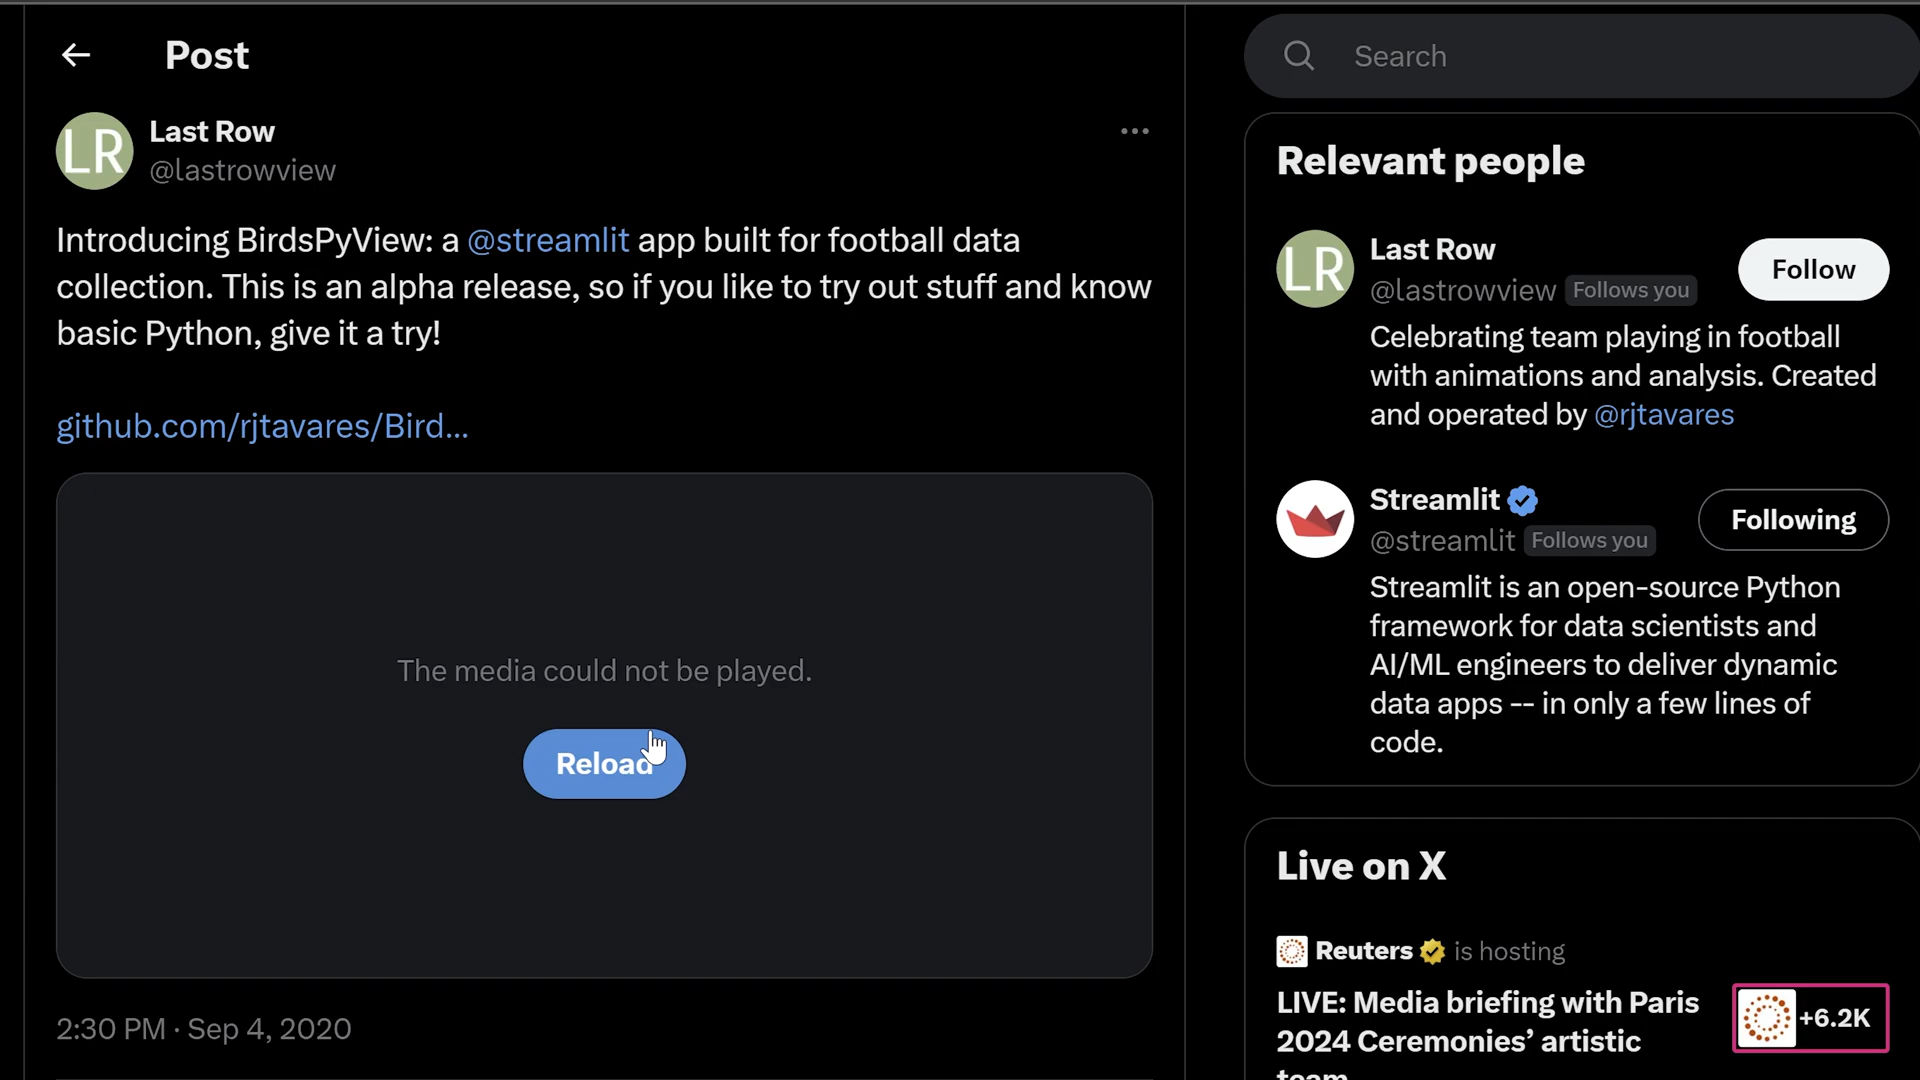 Post
LR
Last Row
@lastrowview
Introducing BirdsPyView: a @streamlit app built for football data
collection. This is an alpha release, so if you like to try out stuff and know
basic Python, give it a try!
github.com/rjtavares/Bird...
The media could not be played.
Reload
2:30 PM · Sep 4, 2020
Search
Relevant people
LR
Last Row
@lastrowview Follows you
Follow
Celebrating team playing in football
with animations and analysis. Created
and operated by @rjtavares
Streamlit
@streamlit Follows you
Following
Streamlit is an open-source Python
framework for data scientists and
AI/ML engineers to deliver dynamic
data apps -- in only a few lines of
code.
Live on X
Reuters is hosting
LIVE: Media briefing with Paris
2024 Ceremonies’ artistic
team
+6.2K